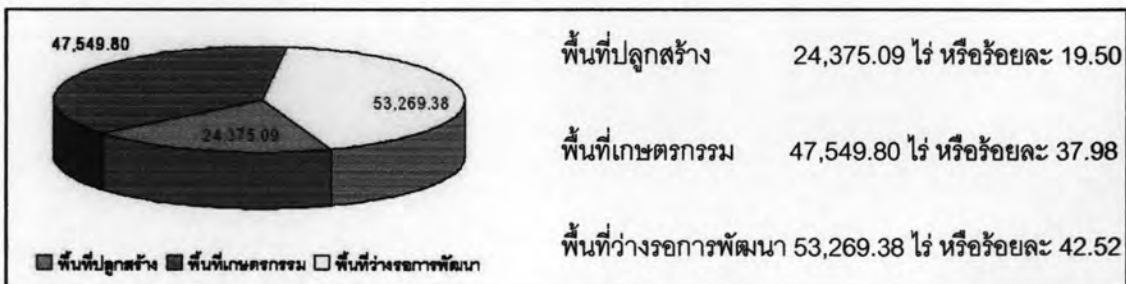 47,549.80
53,269.38
24,375.09
พื้นที่ปลูกสร้าง พื้นที่เกษตรกรรม พื้นที่ว่างรอการพัฒนา
พื้นที่ปลูกสร้าง 24,375.09 ไร่ หรือร้อยละ 19.50
พื้นที่เกษตรกรรม 47,549.80 ไร่ หรือร้อยละ 37.98
พื้นที่ว่างรอการพัฒนา 53,269.38 ไร่ หรือร้อยละ 42.52